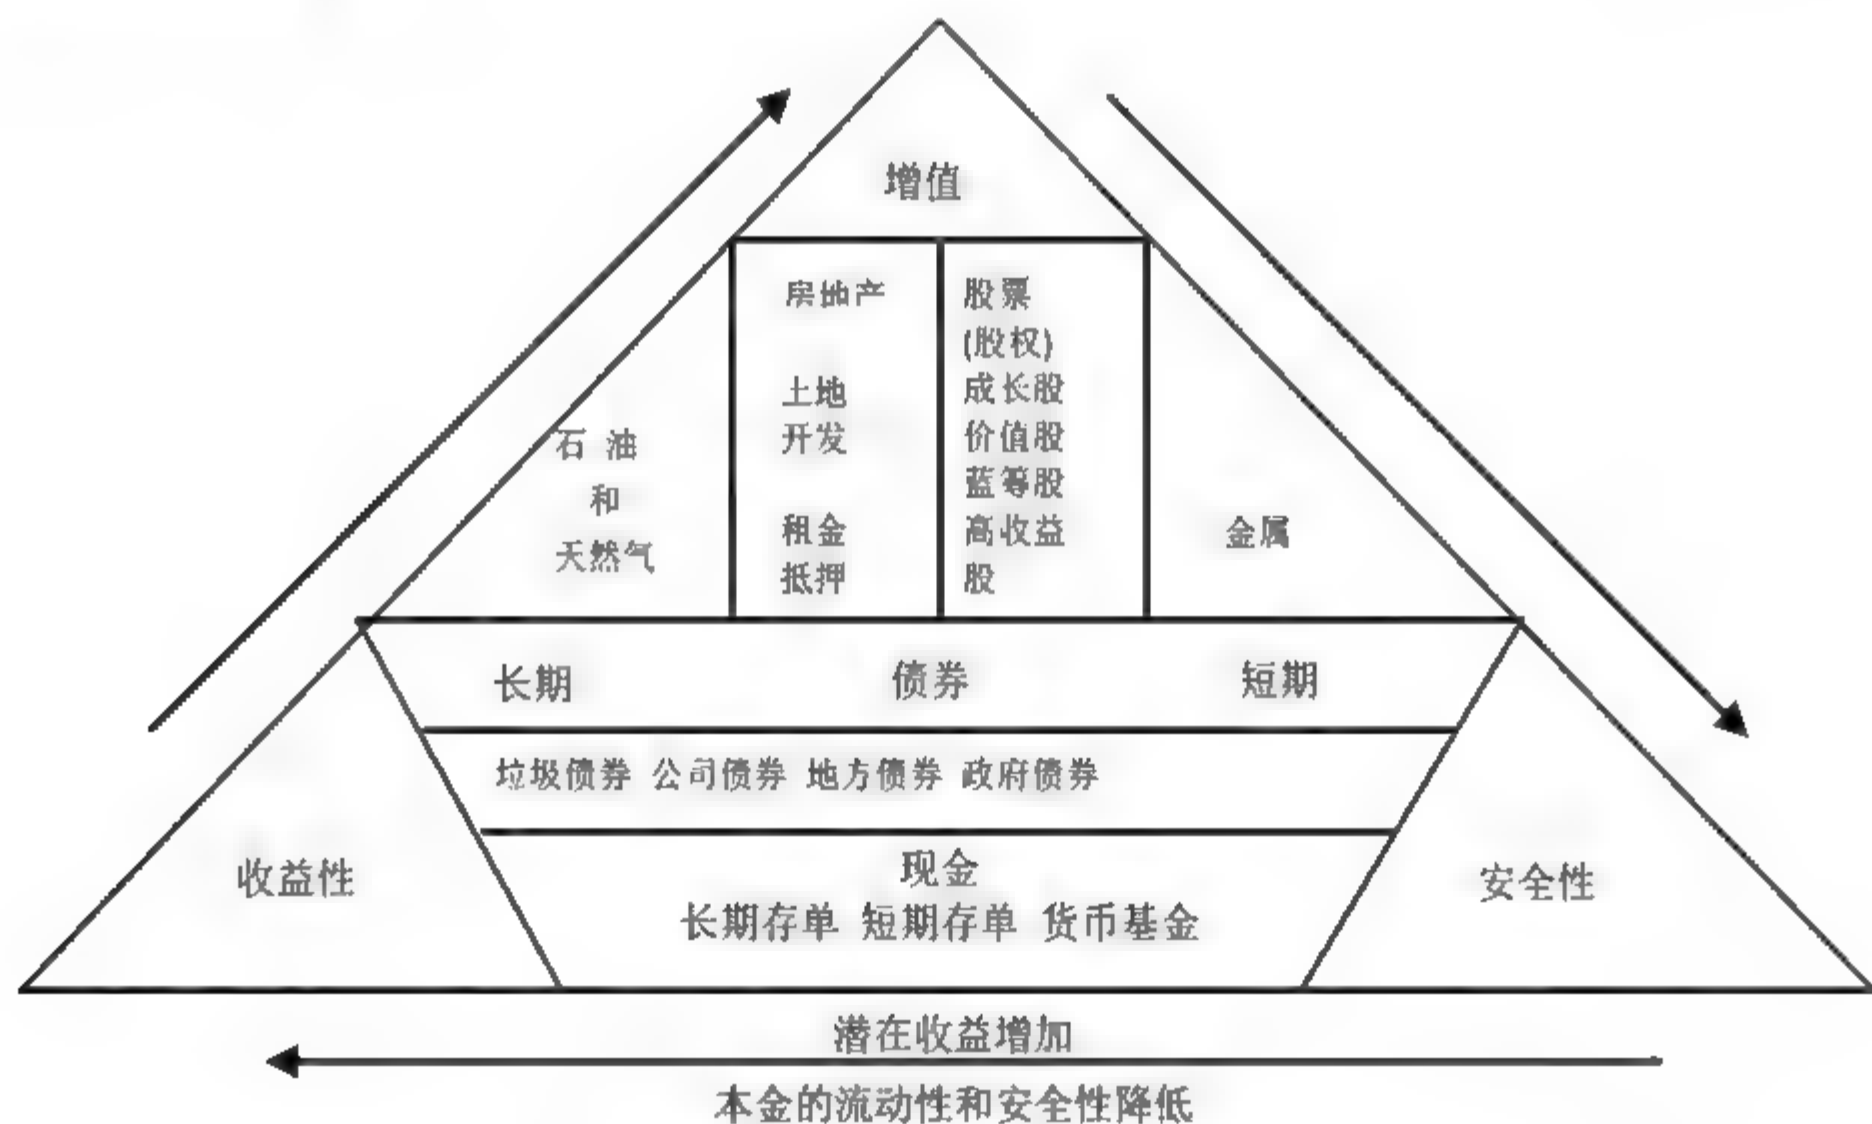 增值
房地产
土地
开发
租金
抵押
股票
(股权)
成长股
价值股
蓝筹股
高收益
股
石油
和
天然气
金属
长期 债券 短期
垃圾债券 公司债券 地方债券 政府债券
收益性
现金
长期存单 短期存单 货币基金
安全性
潜在收益增加
本金的流动性和安全性降低